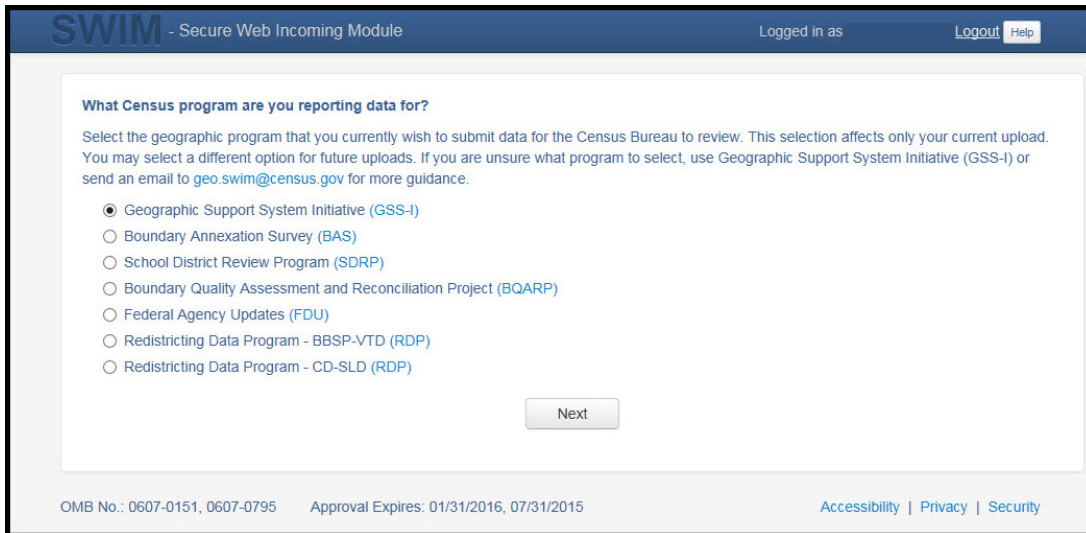 SWIM - Secure Web Incoming Module Logged in as Logout Help
What Census program are you reporting data for?
Select the geographic program that you currently wish to submit data for the Census Bureau to review. This selection affects only your current upload.
You may select a different option for future uploads. If you are unsure what program to select, use Geographic Support System Initiative (GSS-I) or
send an email to geo.swim@census.gov for more guidance.
Geographic Support System Initiative (GSS-I)
Boundary Annexation Survey (BAS)
School District Review Program (SDRP)
Boundary Quality Assessment and Reconciliation Project (BQARP)
Federal Agency Updates (FDU)
Redistricting Data Program - BBSP-VTD (RDP)
Redistricting Data Program - CD-SLD (RDP)
Next
OMB No.: 0607-0151, 0607-0795 Approval Expires: 01/31/2016, 07/31/2015 Accessibility | Privacy | Security